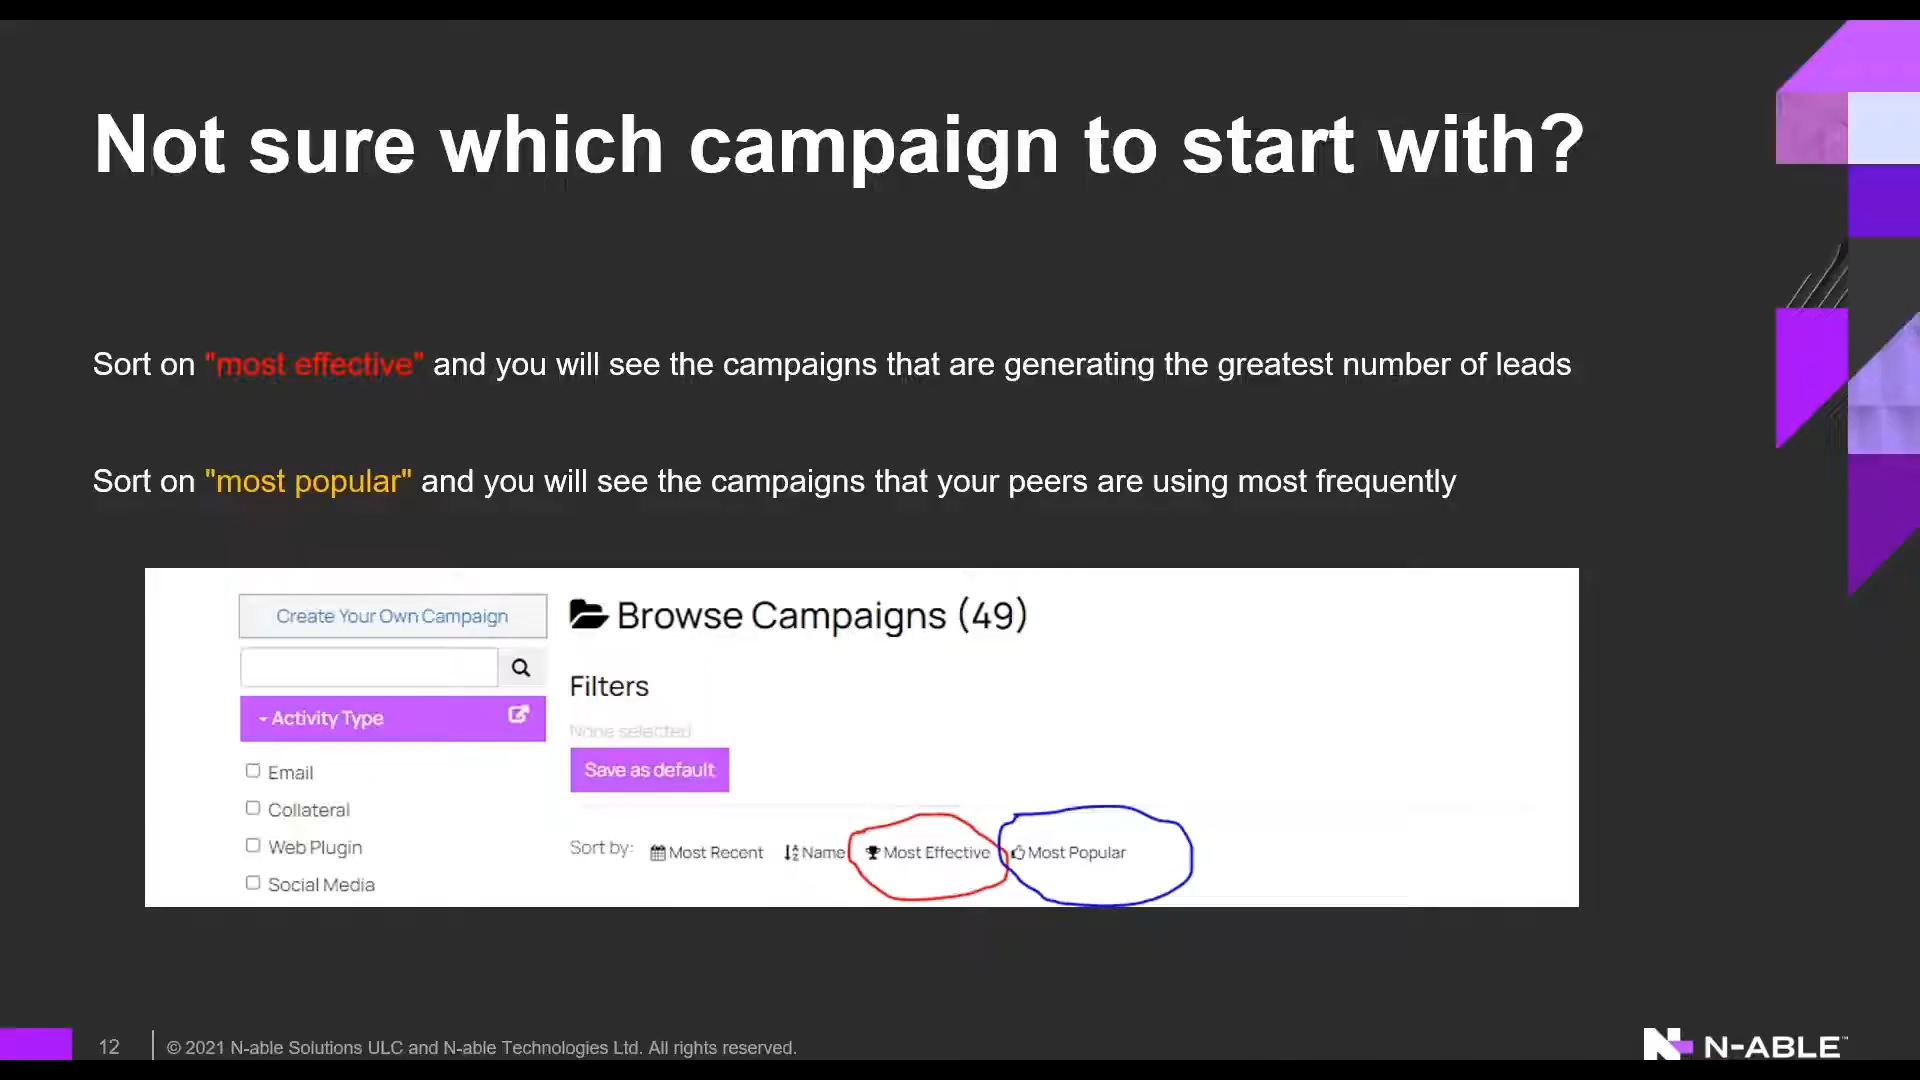 Not sure which campaign to start with?
Sort on "most effective" and you will see the campaigns that are generating the greatest number of leads
Sort on "most popular" and you will see the campaigns that your peers are using most frequently
Create Your Own Campaign
Browse Campaigns (49)
Filters
Activity Type
None selected
Save as default
Email
Collateral
Web Plugin
Social Media
Sort by: Most Recent Name Most Effective Most Popular
12 © 2021 N-able Solutions ULC and N-able Technologies Ltd. All rights reserved.
N-ABLE™